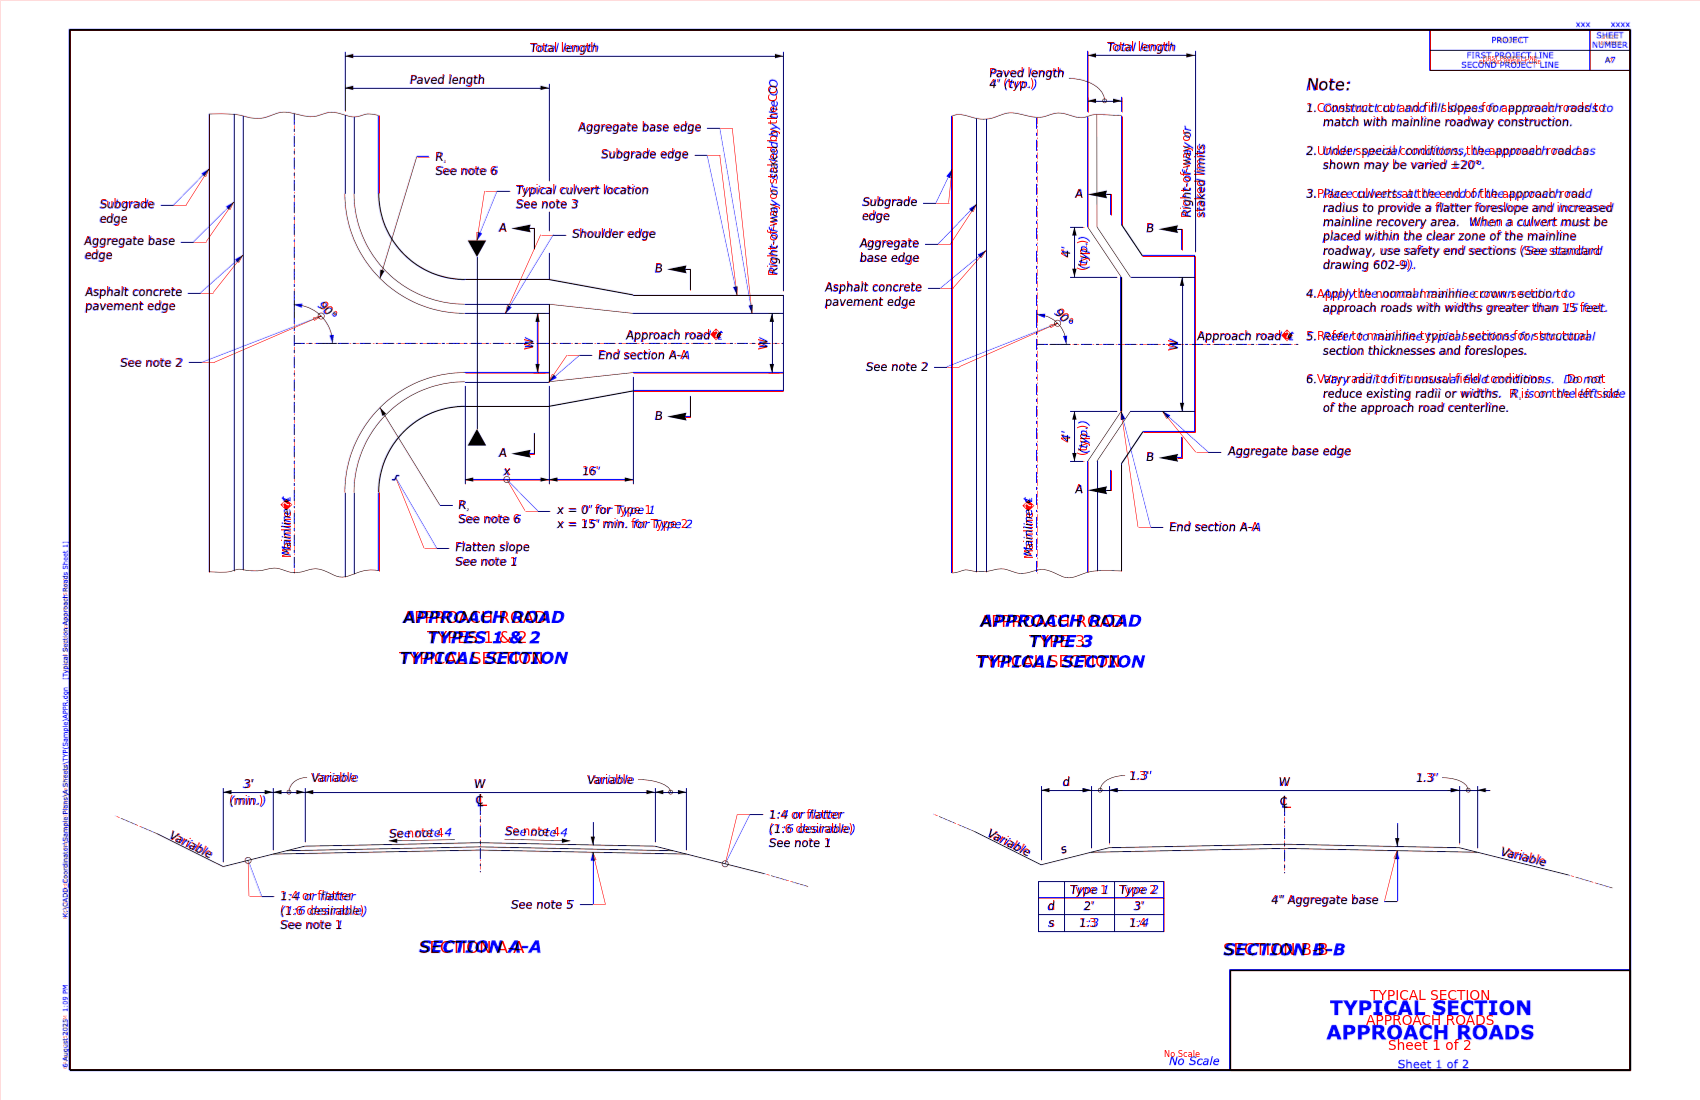 xxx xxxx
PROJECT
SHEET NUMBER
FIRST PROJECT LINE
SECOND PROJECT LINE
A7
Total length
Paved length
Aggregate base edge
Subgrade edge
R,
See note 6
Typical culvert location
See note 3
Shoulder edge
A
B
Subgrade
edge
Aggregate base
edge
Asphalt concrete
pavement edge
90°
See note 2
W
Approach road
W
End section A-A
B
A
x
16"
R,
See note 6
x = 0" for Type 1
x = 15" min. for Type 2
Flatten slope
See note 1
Mainline
Right-of-way or staked by the CO
APPROACH ROAD
TYPES 1 & 2
TYPICAL SECTION
Total length
Paved length
4" (typ.)
Right-of-way or
staked limits
A
B
Subgrade
edge
Aggregate
base edge
Asphalt concrete
pavement edge
4'
(typ.)
90°
See note 2
W
Approach road
4'
(typ.)
Aggregate base edge
B
A
End section A-A
Mainline
APPROACH ROAD
TYPE 3
TYPICAL SECTION
Note:
1. Construct cut and fill slopes for approach roads to
match with mainline roadway construction.
2. Under special conditions, the approach road as
shown may be varied ±20°.
3. Place culverts at the end of the approach road
radius to provide a flatter foreslope and increased
mainline recovery area. When a culvert must be
placed within the clear zone of the mainline
roadway, use safety end sections (See standard
drawing 602-9).
4. Apply the normal mainline crown section to
approach roads with widths greater than 15 feet.
5. Refer to mainline typical sections for structural
section thicknesses and foreslopes.
6. Vary radii to fit unusual field conditions. Do not
reduce existing radii or widths. R, is on the left side
of the approach road centerline.
3'
(min.)
Variable
W
Variable
Variable
See note 4
See note 4
1:4 or flatter
(1:6 desirable)
See note 1
1:4 or flatter
(1:6 desirable)
See note 1
See note 5
SECTION A-A
d
1.3"
W
1.3"
Variable
s
Variable
Type 1 Type 2
d 2" 3"
s 1:3 1:4
4" Aggregate base
SECTION B-B
TYPICAL SECTION
APPROACH ROADS
Sheet 1 of 2
No Scale